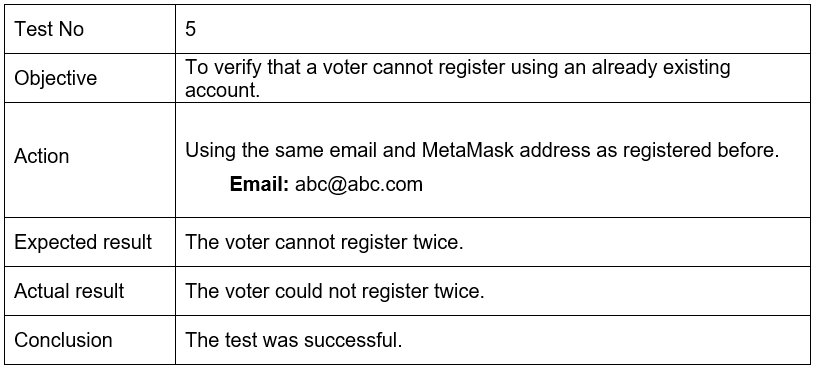 Test No 5
Objective To verify that a voter cannot register using an already existing
account.
Action Using the same email and MetaMask address as registered before.
Email: abc@abc.com
Expected result The voter cannot register twice.
Actual result The voter could not register twice.
Conclusion The test was successful.